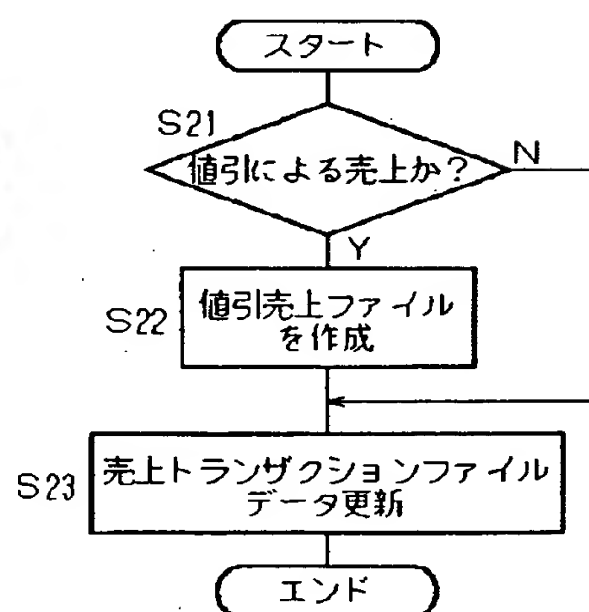 スタート
S21
値引による売上か?
N
Y
S22
値引売上ファイル
を作成
S23
売上トランザクションファイル
データ更新
エンド